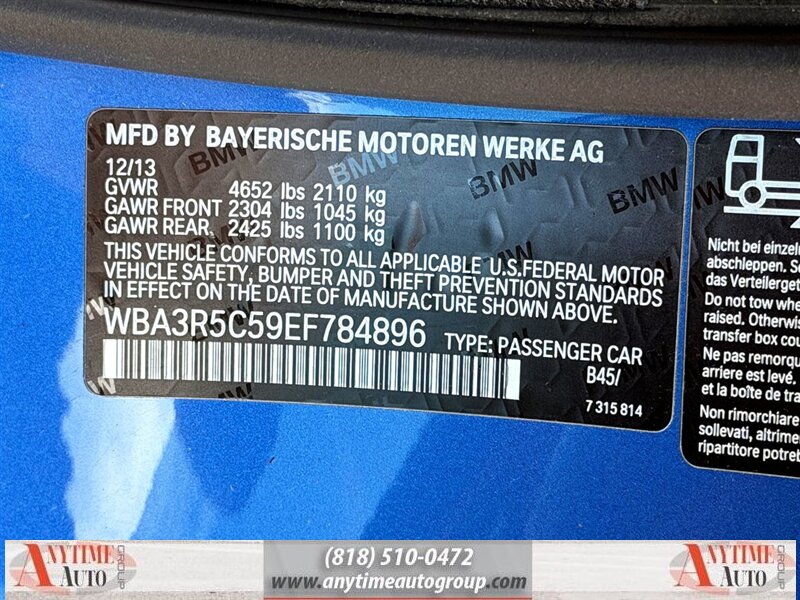 MFD BY BAYERISCHE MOTOREN WERKE AG
12/13
GVWR 4652 lbs 2110 kg
GAWR FRONT 2304 lbs 1045 kg
GAWR REAR. 2425 lbs 1100 kg
THIS VEHICLE CONFORMS TO ALL APPLICABLE U.S.FEDERAL MOTOR
VEHICLE SAFETY, BUMPER AND THEFT PREVENTION STANDARDS
IN EFFECT ON THE DATE OF MANUFACTURE SHOWN ABOVE.
WBA3R5C59EF784896 TYPE: PASSENGER CAR
B45/
7 315 814
BMW BMW BMW BMW
Nicht bei einzeln
abschleppen. Se
das Verteilerget
Do not tow when
raised. Otherwise
transfer box cou
Ne pas remorque
arriere est levé.
et la boîte de tra
Non rimorchiare
sollevati, altrime
ripartitore potreb
ANYTIME AUTO GROUP
(818) 510-0472
www.anytimeautogroup.com
ANYTIME AUTO GROUP